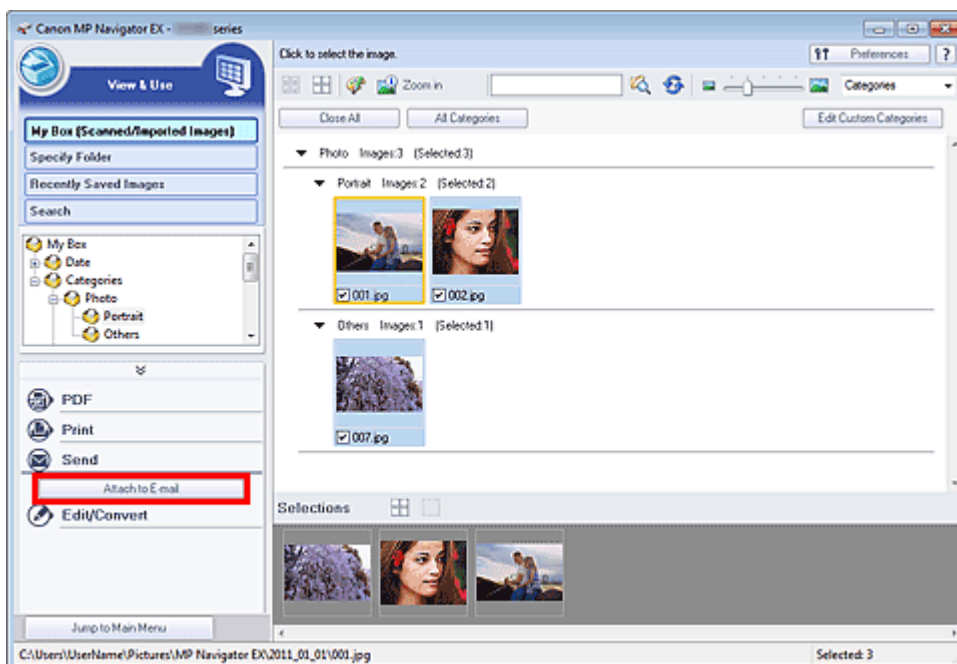 Canon MP Navigator EX - series
View & Use
My Box (Scanned/Imported Images)
Specify Folder
Recently Saved Images
Search
My Box
Date
Categories
Photo
Portrait
Others
PDF
Print
Send
Attach to E-mail
Edit/Convert
Jump to Main Menu
Click to select the image.
Preferences
?
Zoom in
Categories
Close All
All Categories
Edit Custom Categories
Photo Images:3 (Selected:3)
Portrait Images:2 (Selected:2)
001.jpg
002.jpg
Others Images:1 (Selected:1)
007.jpg
Selections
C:\Users\UserName\Pictures\MP Navigator EX\2011_01_01\001.jpg
Selected: 3